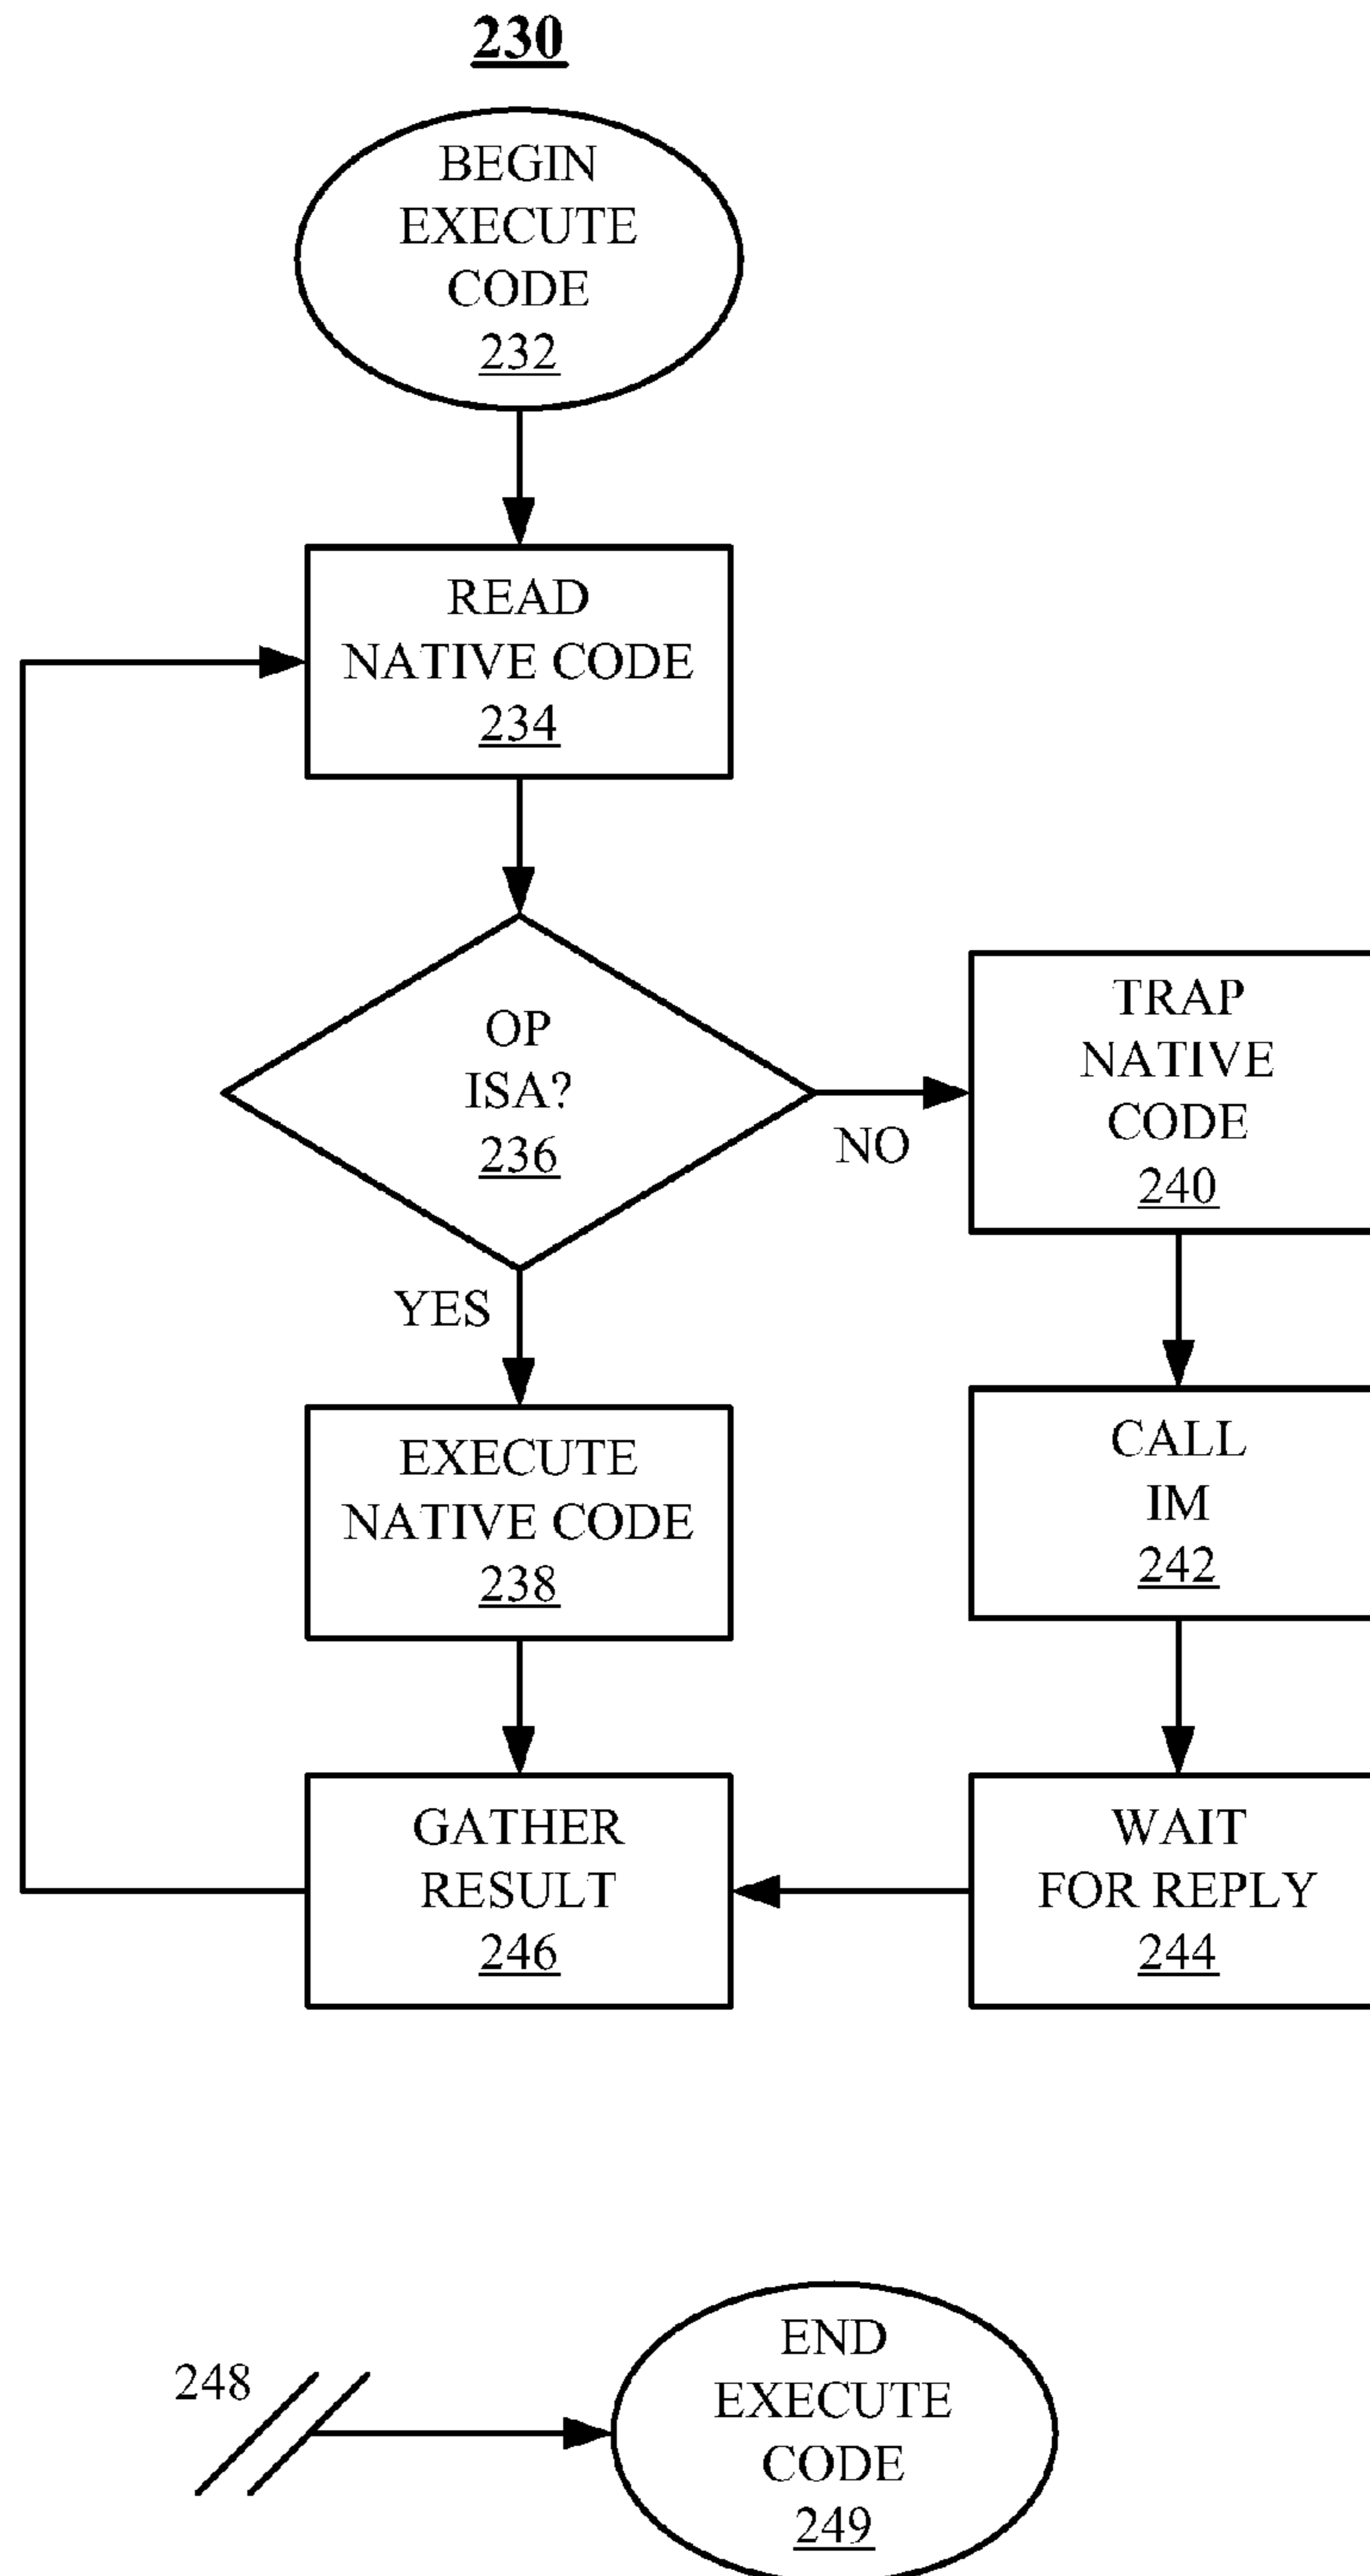 230
BEGIN
EXECUTE
CODE
232
READ
NATIVE CODE
234
OP
ISA?
236
NO
YES
TRAP
NATIVE
CODE
240
EXECUTE
NATIVE CODE
238
CALL
IM
242
GATHER
RESULT
246
WAIT
FOR REPLY
244
248
END
EXECUTE
CODE
249